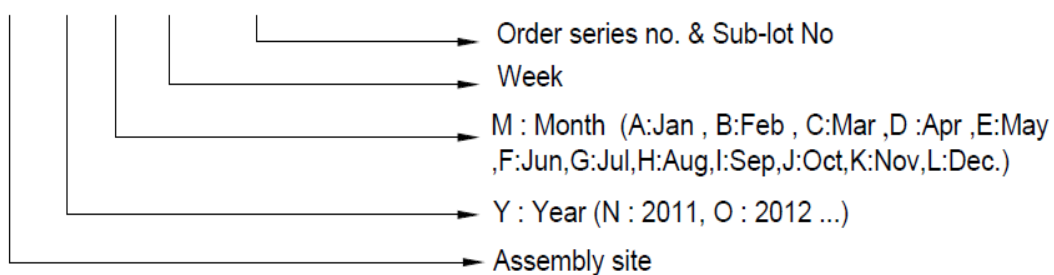 Order series no. & Sub-lot No
Week
M : Month (A:Jan , B:Feb , C:Mar ,D :Apr ,E:May
,F:Jun,G:Jul,H:Aug,I:Sep,J:Oct,K:Nov,L:Dec.)
Y : Year (N : 2011, O : 2012 ...)
Assembly site